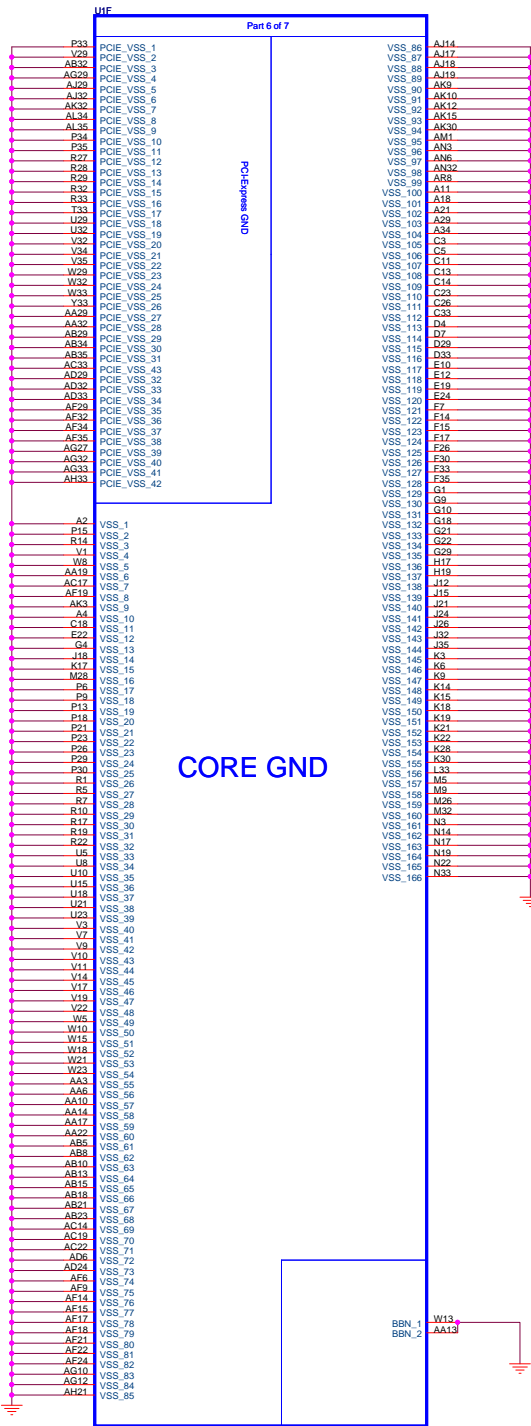 U1F
Part 6 of 7
P33 PCIE_VSS_1
V29 PCIE_VSS_2
AB32 PCIE_VSS_3
AG29 PCIE_VSS_4
AJ29 PCIE_VSS_5
AJ32 PCIE_VSS_6
AK32 PCIE_VSS_7
AL34 PCIE_VSS_8
AL35 PCIE_VSS_9
P34 PCIE_VSS_10
P35 PCIE_VSS_11
R27 PCIE_VSS_12
R28 PCIE_VSS_13
R29 PCIE_VSS_14
R32 PCIE_VSS_15
R33 PCIE_VSS_16
T33 PCIE_VSS_17
U29 PCIE_VSS_18
U32 PCIE_VSS_19
V32 PCIE_VSS_20
V34 PCIE_VSS_21
V35 PCIE_VSS_22
W29 PCIE_VSS_23
W32 PCIE_VSS_24
W33 PCIE_VSS_25
Y33 PCIE_VSS_26
AA29 PCIE_VSS_27
AA32 PCIE_VSS_28
AB29 PCIE_VSS_29
AB34 PCIE_VSS_30
AB35 PCIE_VSS_31
AC33 PCIE_VSS_43
AD29 PCIE_VSS_32
AD32 PCIE_VSS_33
AD33 PCIE_VSS_34
AF29 PCIE_VSS_35
AF32 PCIE_VSS_36
AF34 PCIE_VSS_37
AF35 PCIE_VSS_38
AG27 PCIE_VSS_39
AG32 PCIE_VSS_40
AG33 PCIE_VSS_41
AH33 PCIE_VSS_42
PCI-Express GND
A2 VSS_1
P15 VSS_2
R14 VSS_3
V1 VSS_4
W8 VSS_5
AA19 VSS_6
AC17 VSS_7
AF19 VSS_8
AK3 VSS_9
A4 VSS_10
C18 VSS_11
E22 VSS_12
G4 VSS_13
J18 VSS_14
K17 VSS_15
M28 VSS_16
P6 VSS_17
P9 VSS_18
P13 VSS_19
P18 VSS_20
P21 VSS_21
P23 VSS_22
P26 VSS_23
P29 VSS_24
P30 VSS_25
R1 VSS_26
R5 VSS_27
R7 VSS_28
R10 VSS_29
R17 VSS_30
R19 VSS_31
R22 VSS_32
U5 VSS_33
U8 VSS_34
U10 VSS_35
U15 VSS_36
U18 VSS_37
U21 VSS_38
U23 VSS_39
V3 VSS_40
V7 VSS_41
V9 VSS_42
V10 VSS_43
V11 VSS_44
V14 VSS_45
V17 VSS_46
V19 VSS_47
V22 VSS_48
W5 VSS_49
W10 VSS_50
W15 VSS_51
W18 VSS_52
W21 VSS_53
W23 VSS_54
AA3 VSS_55
AA6 VSS_56
AA10 VSS_57
AA14 VSS_58
AA17 VSS_59
AA22 VSS_60
AB5 VSS_61
AB8 VSS_62
AB10 VSS_63
AB13 VSS_64
AB15 VSS_65
AB18 VSS_66
AB21 VSS_67
AB23 VSS_68
AC14 VSS_69
AC19 VSS_70
AC22 VSS_71
AD6 VSS_72
AD24 VSS_73
AF6 VSS_74
AF9 VSS_75
AF14 VSS_76
AF15 VSS_77
AF17 VSS_78
AF18 VSS_79
AF21 VSS_80
AF22 VSS_81
AF24 VSS_82
AG10 VSS_83
AG12 VSS_84
AH21 VSS_85
CORE GND
VSS_86 AJ14
VSS_87 AJ17
VSS_88 AJ18
VSS_89 AJ19
VSS_90 AK9
VSS_91 AK10
VSS_92 AK12
VSS_93 AK15
VSS_94 AK30
VSS_95 AM1
VSS_96 AN3
VSS_97 AN6
VSS_98 AN32
VSS_99 AR8
VSS_100 A11
VSS_101 A18
VSS_102 A21
VSS_103 A29
VSS_104 A34
VSS_105 C3
VSS_106 C5
VSS_107 C11
VSS_108 C13
VSS_109 C14
VSS_110 C23
VSS_111 C26
VSS_112 C33
VSS_113 D4
VSS_114 D7
VSS_115 D29
VSS_116 D33
VSS_117 E10
VSS_118 E12
VSS_119 E19
VSS_120 E24
VSS_121 F7
VSS_122 F14
VSS_123 F15
VSS_124 F17
VSS_125 F26
VSS_126 F30
VSS_127 F33
VSS_128 F35
VSS_129 G1
VSS_130 G9
VSS_131 G10
VSS_132 G18
VSS_133 G21
VSS_134 G22
VSS_135 G29
VSS_136 H17
VSS_137 H19
VSS_138 J12
VSS_139 J15
VSS_140 J21
VSS_141 J24
VSS_142 J26
VSS_143 J32
VSS_144 J35
VSS_145 K3
VSS_146 K6
VSS_147 K9
VSS_148 K14
VSS_149 K15
VSS_150 K18
VSS_151 K19
VSS_152 K21
VSS_153 K22
VSS_154 K28
VSS_155 K30
VSS_156 L33
VSS_157 M5
VSS_158 M9
VSS_159 M26
VSS_160 M32
VSS_161 N3
VSS_162 N14
VSS_163 N17
VSS_164 N19
VSS_165 N22
VSS_166 N33
BBN_1 W13
BBN_2 AA13